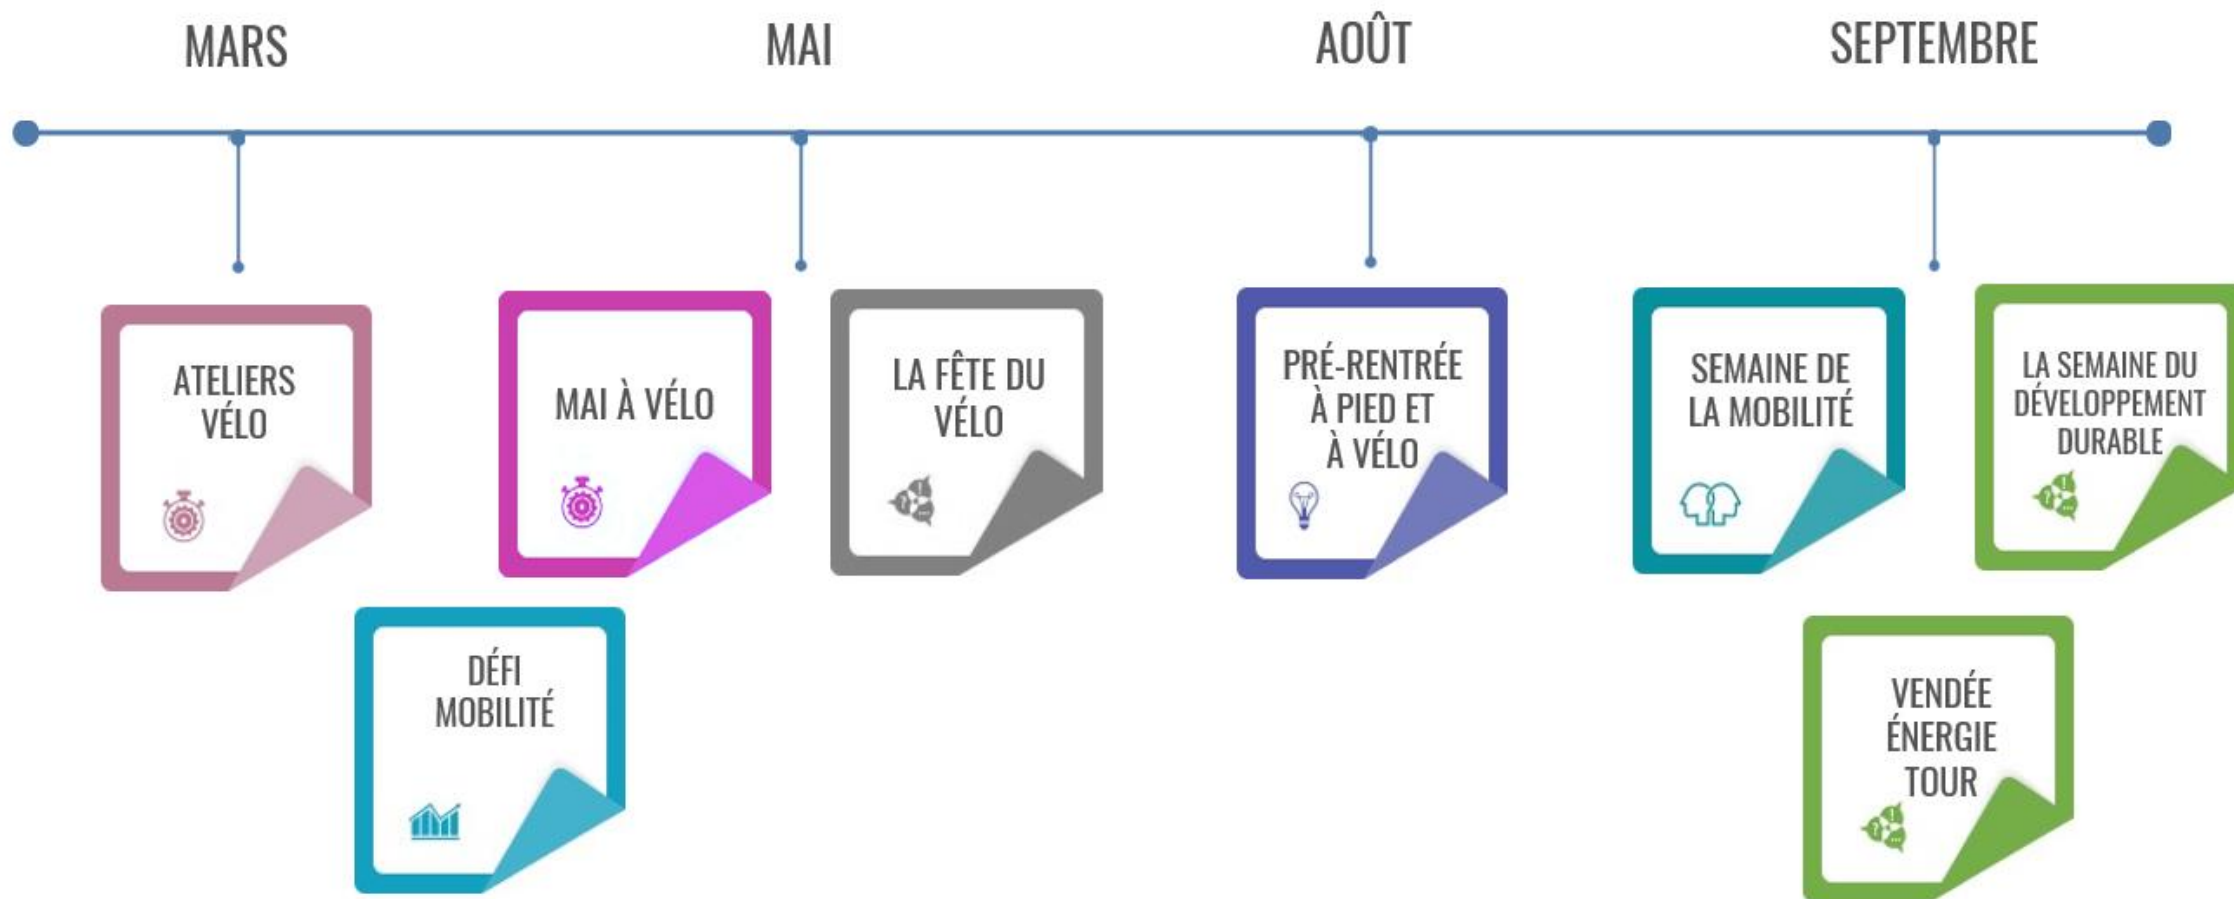 MARS
MAI
AOÛT
SEPTEMBRE
ATELIERS
VÉLO
MAI À VÉLO
LA FÊTE DU
VÉLO
PRÉ-RENTRÉE
À PIED ET
À VÉLO
SEMAINE DE
LA MOBILITÉ
LA SEMAINE DU
DÉVELOPPEMENT
DURABLE
DÉFI
MOBILITÉ
VENDÉE
ÉNERGIE
TOUR